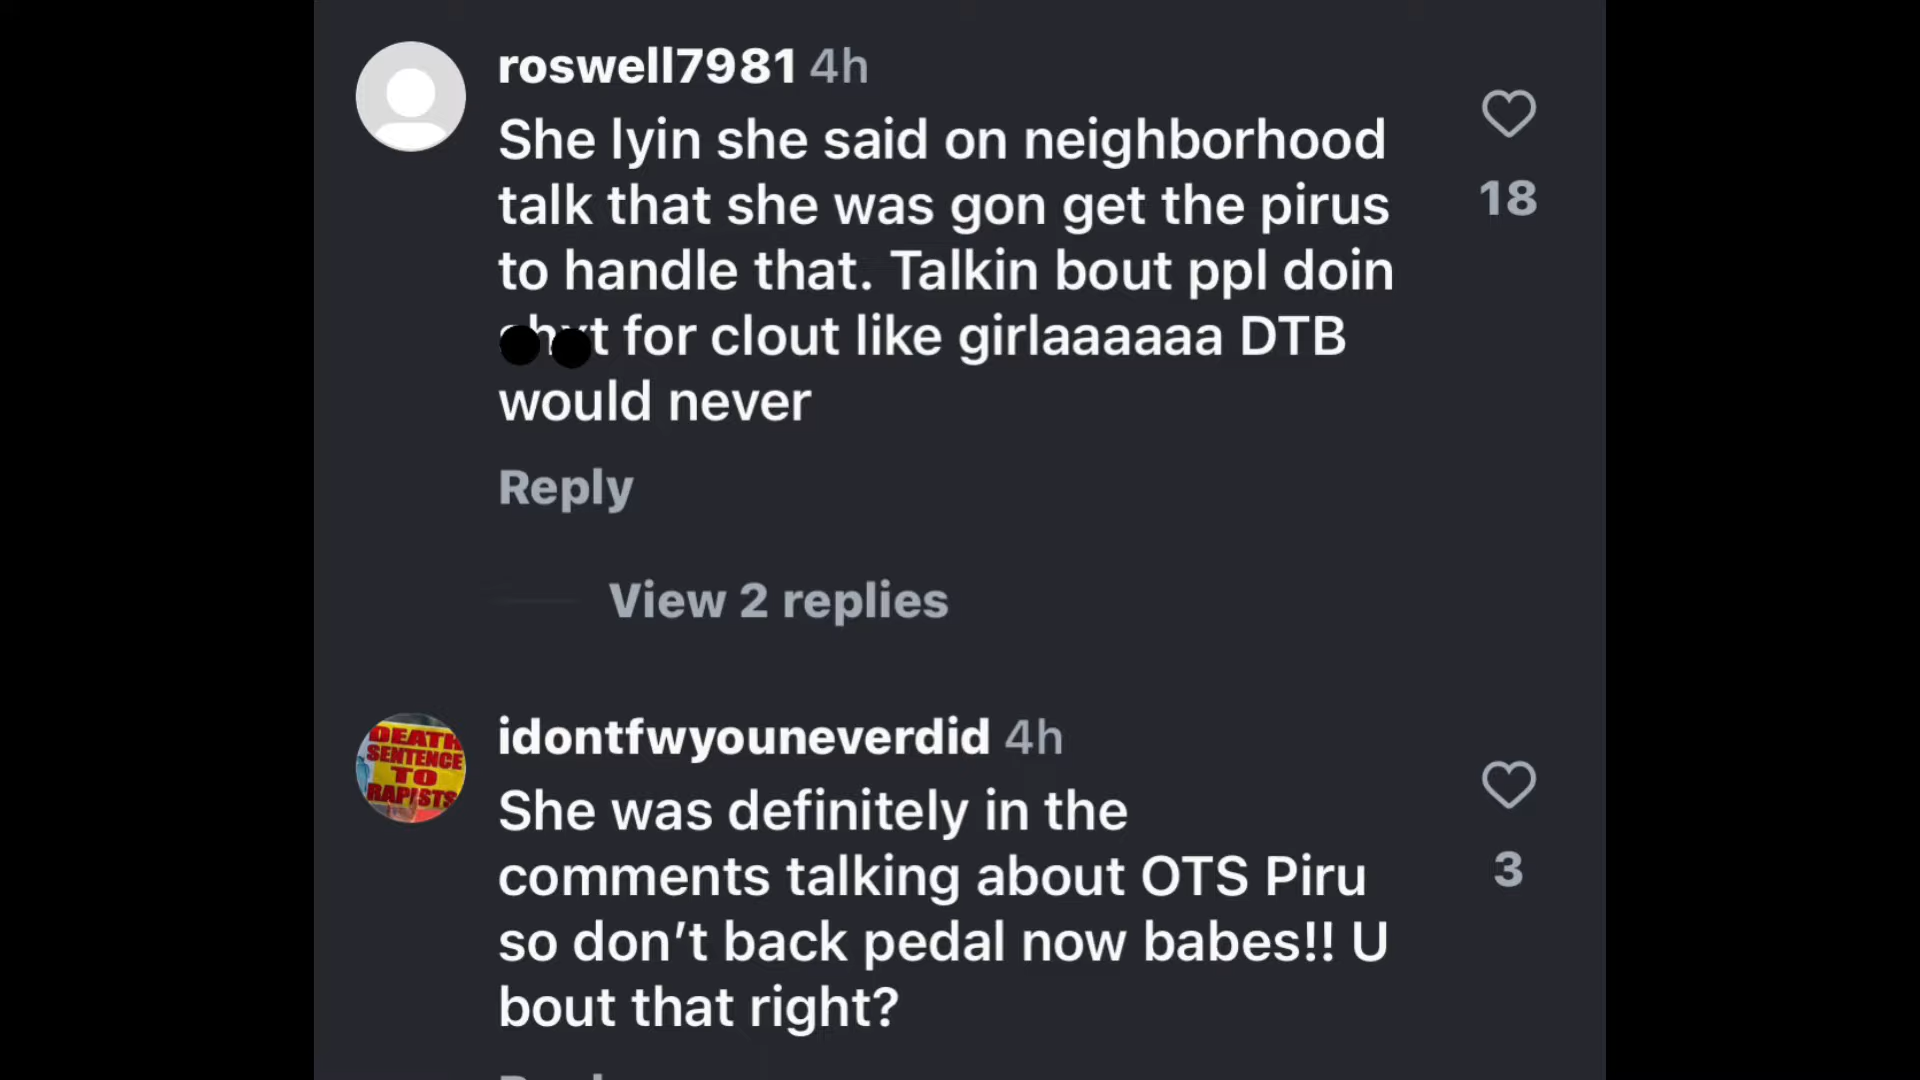 roswell7981 4h
She lyin she said on neighborhood
18
talk that she was gon get the pirus
to handle that. Talkin bout ppl doin
shxt for clout like girlaaaaaa DTB
would never
Reply
View 2 replies
DEATH
SENTENCE
TO
RAPISTS
idontfwyouneverdid 4h
She was definitely in the
comments talking about OTS Piru
3
so don't back pedal now babes!! U
bout that right?